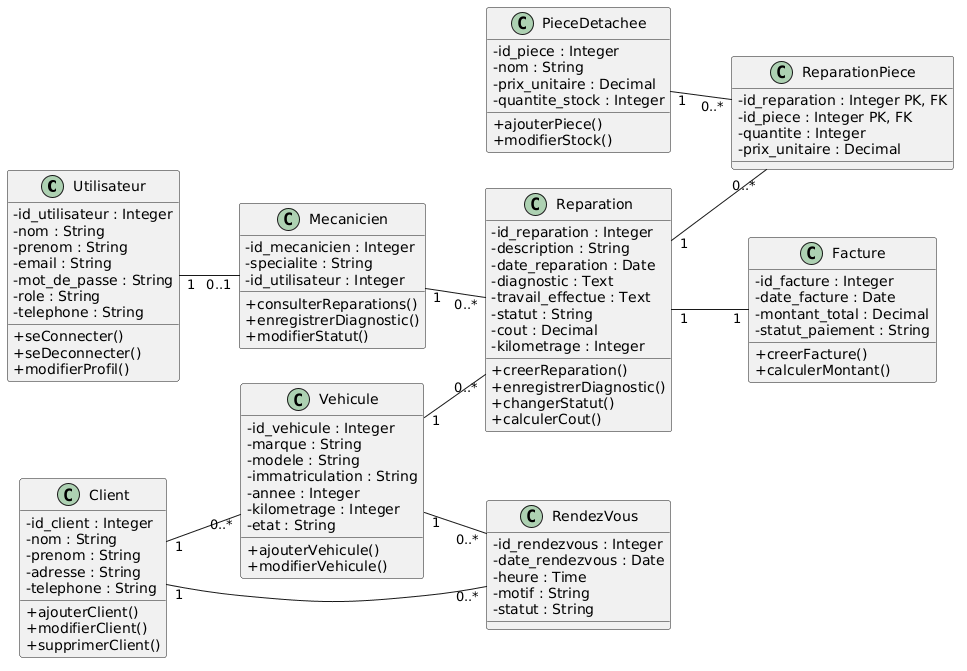 C PieceDetachee
-id_piece : Integer
-nom : String
-prix_unitaire : Decimal
-quantite_stock : Integer
+ajouterPiece()
+modifierStock()
1
0..*
C ReparationPiece
-id_reparation : Integer PK, FK
-id_piece : Integer PK, FK
-quantite : Integer
-prix_unitaire : Decimal
0..*
1
C Utilisateur
-id_utilisateur : Integer
-nom : String
-prenom : String
-email : String
-mot_de_passe : String
-role : String
-telephone : String
+seConnecter()
+seDeconnecter()
+modifierProfil()
1
0..1
C Mecanicien
-id_mecanicien : Integer
-specialite : String
-id_utilisateur : Integer
+consulterReparations()
+enregistrerDiagnostic()
+modifierStatut()
1
0..*
C Reparation
-id_reparation : Integer
-description : String
-date_reparation : Date
-diagnostic : Text
-travail_effectue : Text
-statut : String
-cout : Decimal
-kilometrage : Integer
+creerReparation()
+enregistrerDiagnostic()
+changerStatut()
+calculerCout()
1
1
C Facture
-id_facture : Integer
-date_facture : Date
-montant_total : Decimal
-statut_paiement : String
+creerFacture()
+calculerMontant()
C Vehicule
-id_vehicule : Integer
-marque : String
-modele : String
-immatriculation : String
-annee : Integer
-kilometrage : Integer
-etat : String
+ajouterVehicule()
+modifierVehicule()
0..*
1
1
0..*
C Client
-id_client : Integer
-nom : String
-prenom : String
-adresse : String
-telephone : String
+ajouterClient()
+modifierClient()
+supprimerClient()
0..*
1
1
0..*
C RendezVous
-id_rendezvous : Integer
-date_rendezvous : Date
-heure : Time
-motif : String
-statut : String